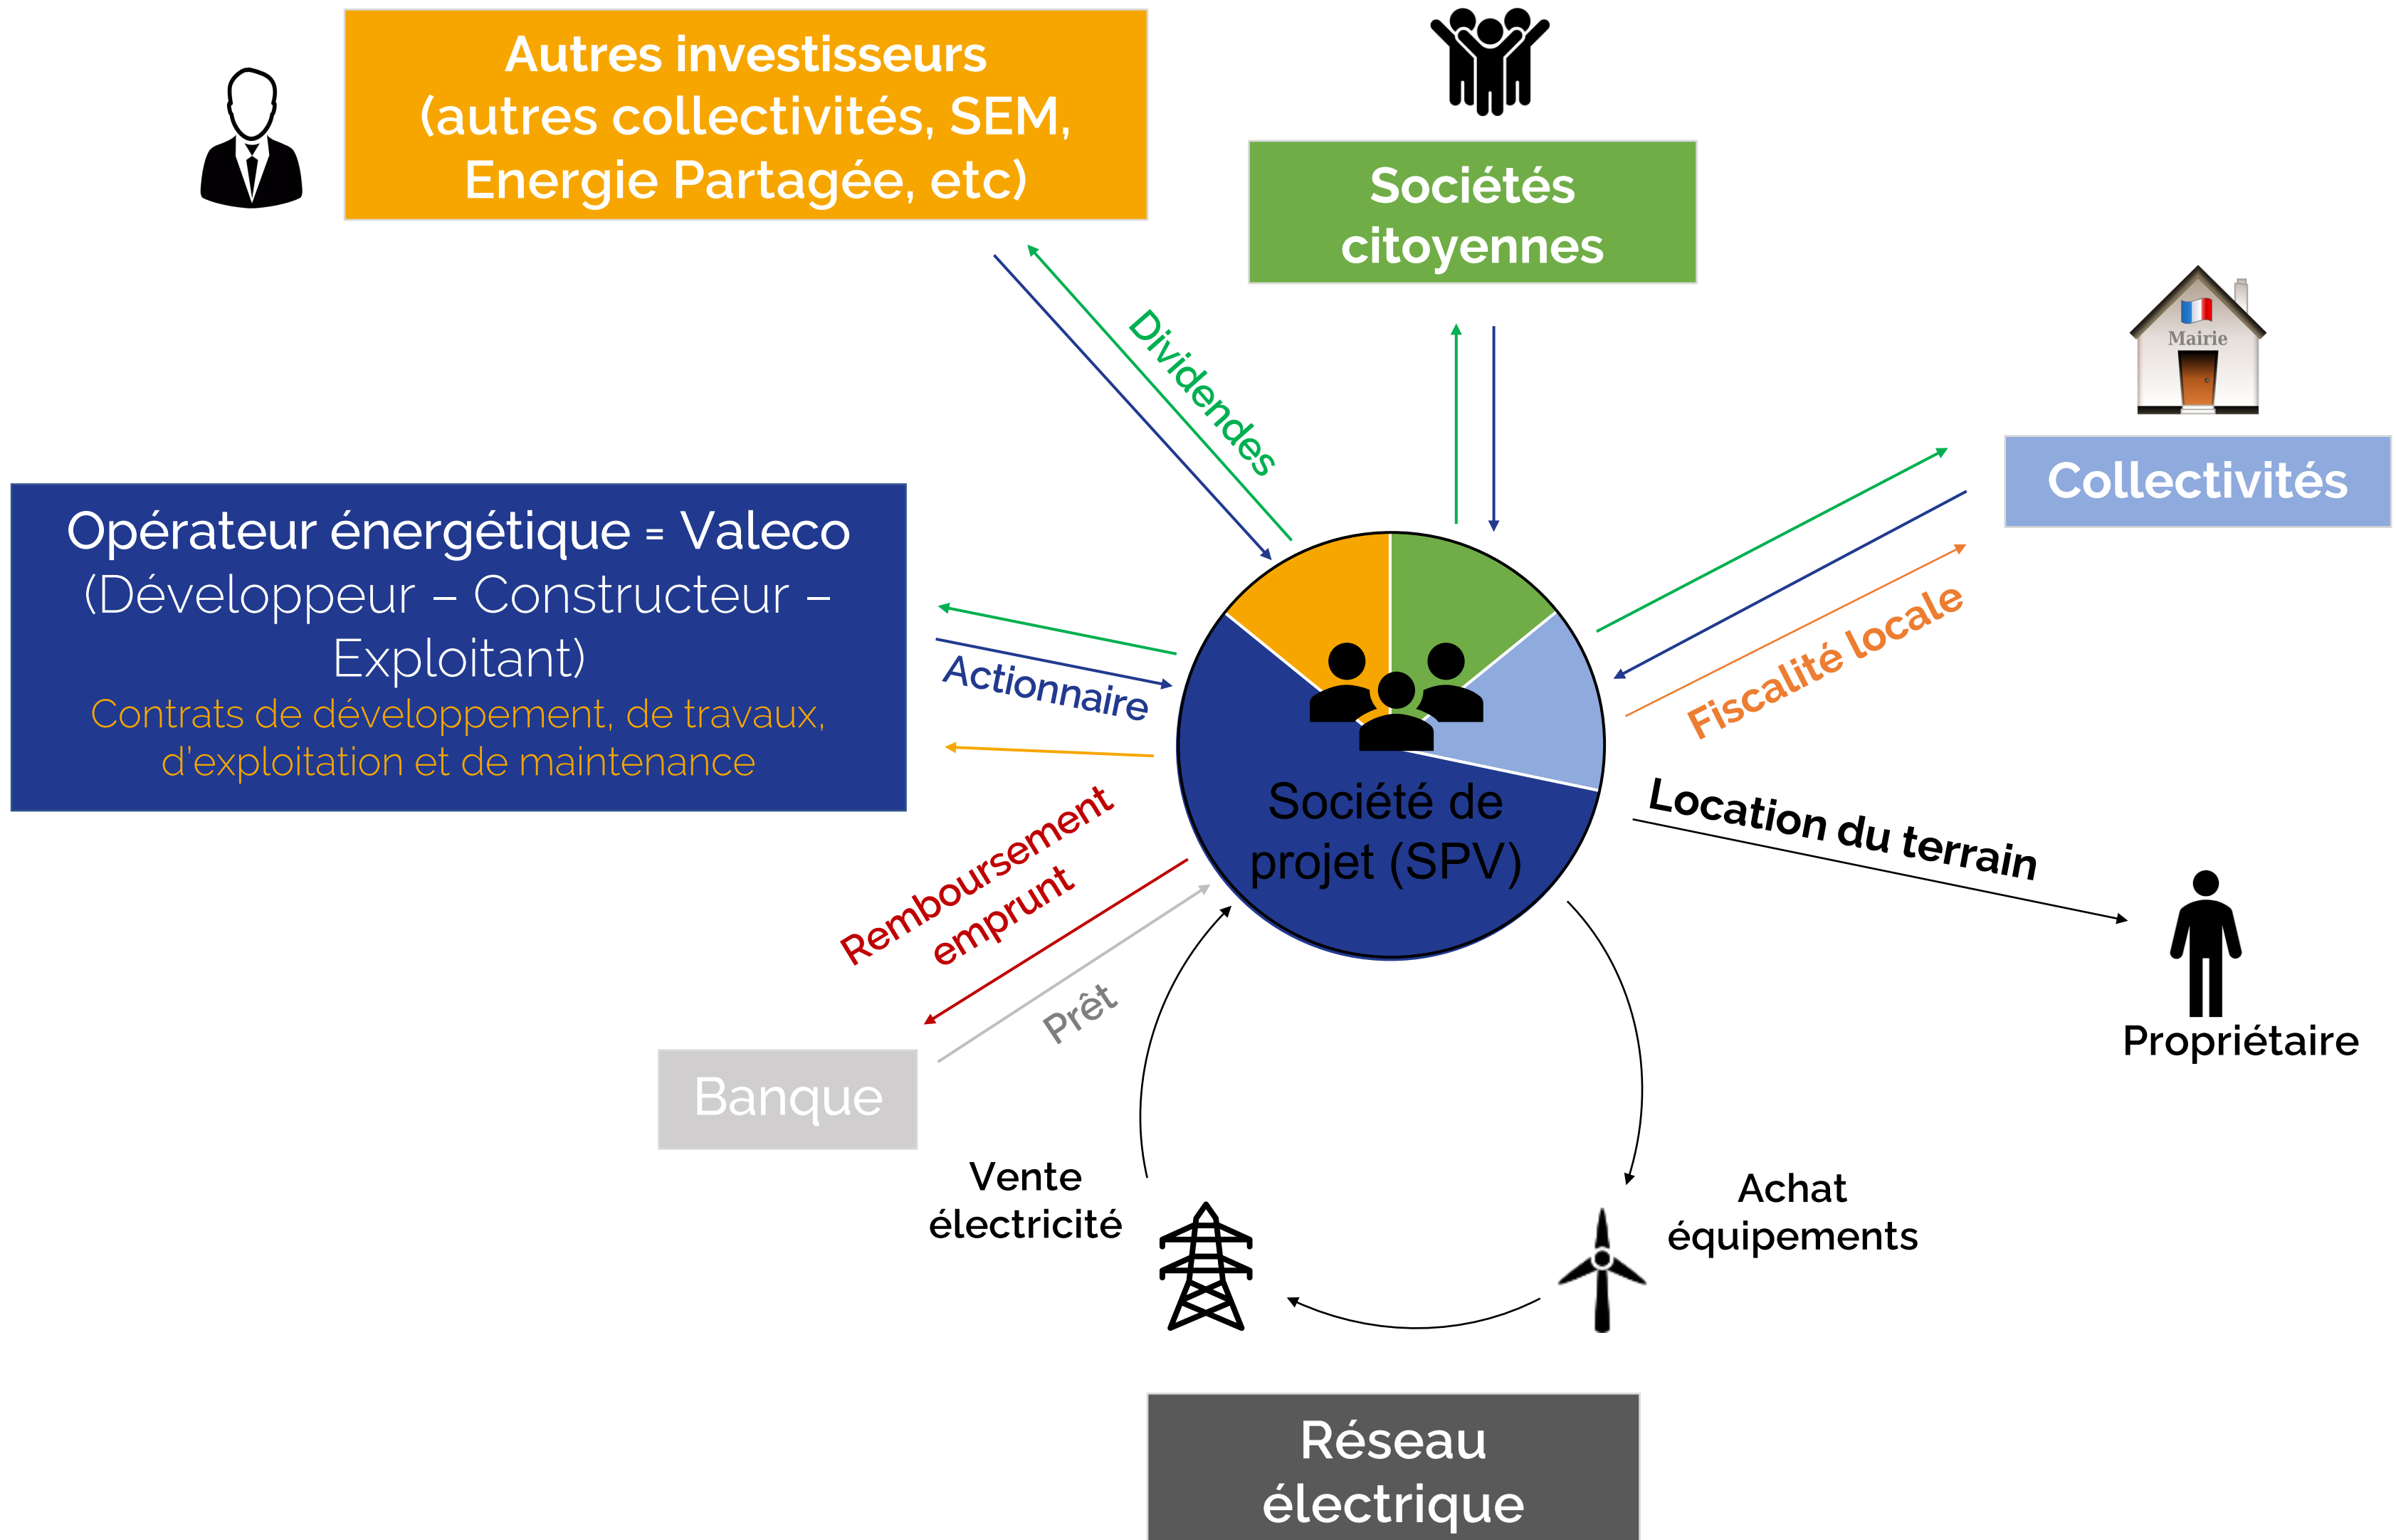 Autres investisseurs
(autres collectivités, SEM,
Energie Partagée, etc)
Sociétés
citoyennes
Mairie
Collectivités
Dividendes
Opérateur énergétique = Valeco
(Développeur – Constructeur –
Exploitant)
Contrats de développement, de travaux,
d'exploitation et de maintenance
Actionnaire
Fiscalité locale
Société de
projet (SPV)
Location du terrain
Propriétaire
Remboursement
emprunt
Prêt
Banque
Vente
électricité
Achat
équipements
Réseau
électrique